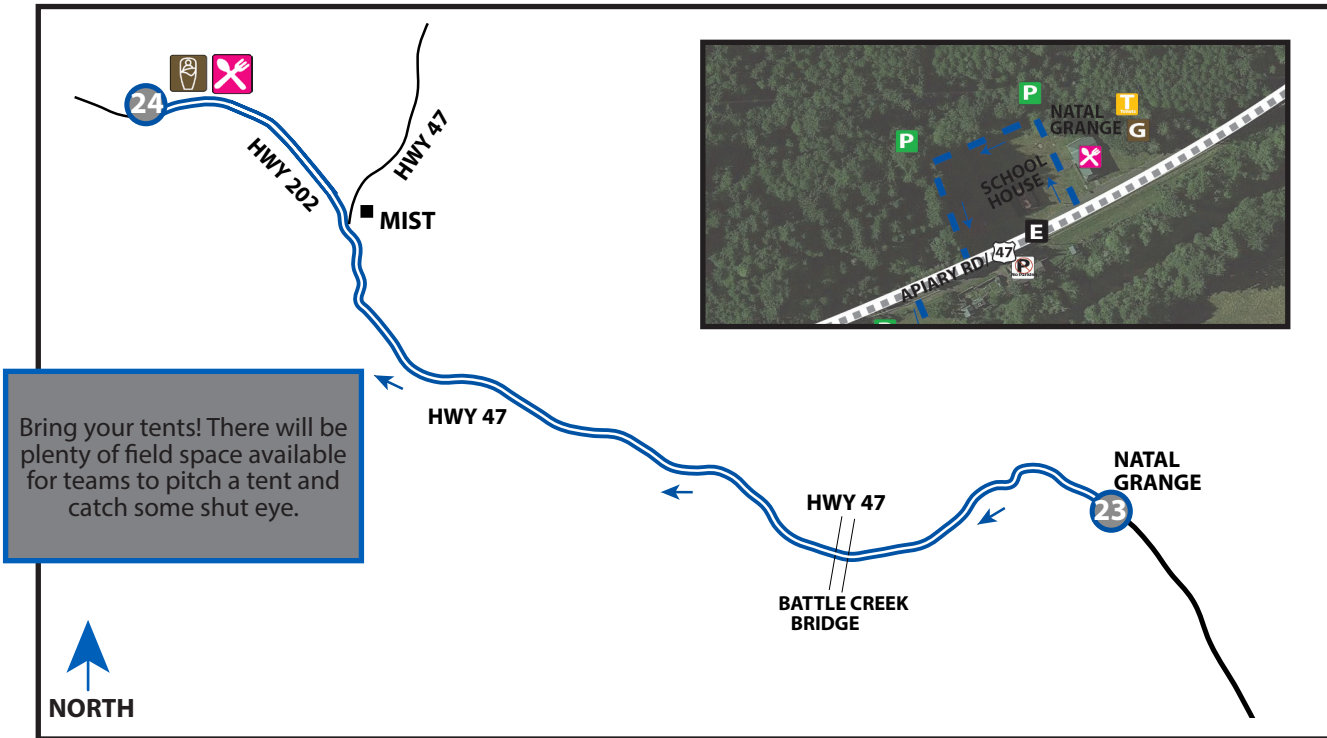 24
HWY 202
HWY 47
MIST
HWY 47
HWY 47
BATTLE CREEK
BRIDGE
NATAL
GRANGE
23
Bring your tents! There will be
plenty of field space available
for teams to pitch a tent and
catch some shut eye.
NORTH
P
P
NATAL
GRANGE
T
G
SCHOOL
HOUSE
E
APIARY RD/
47
P